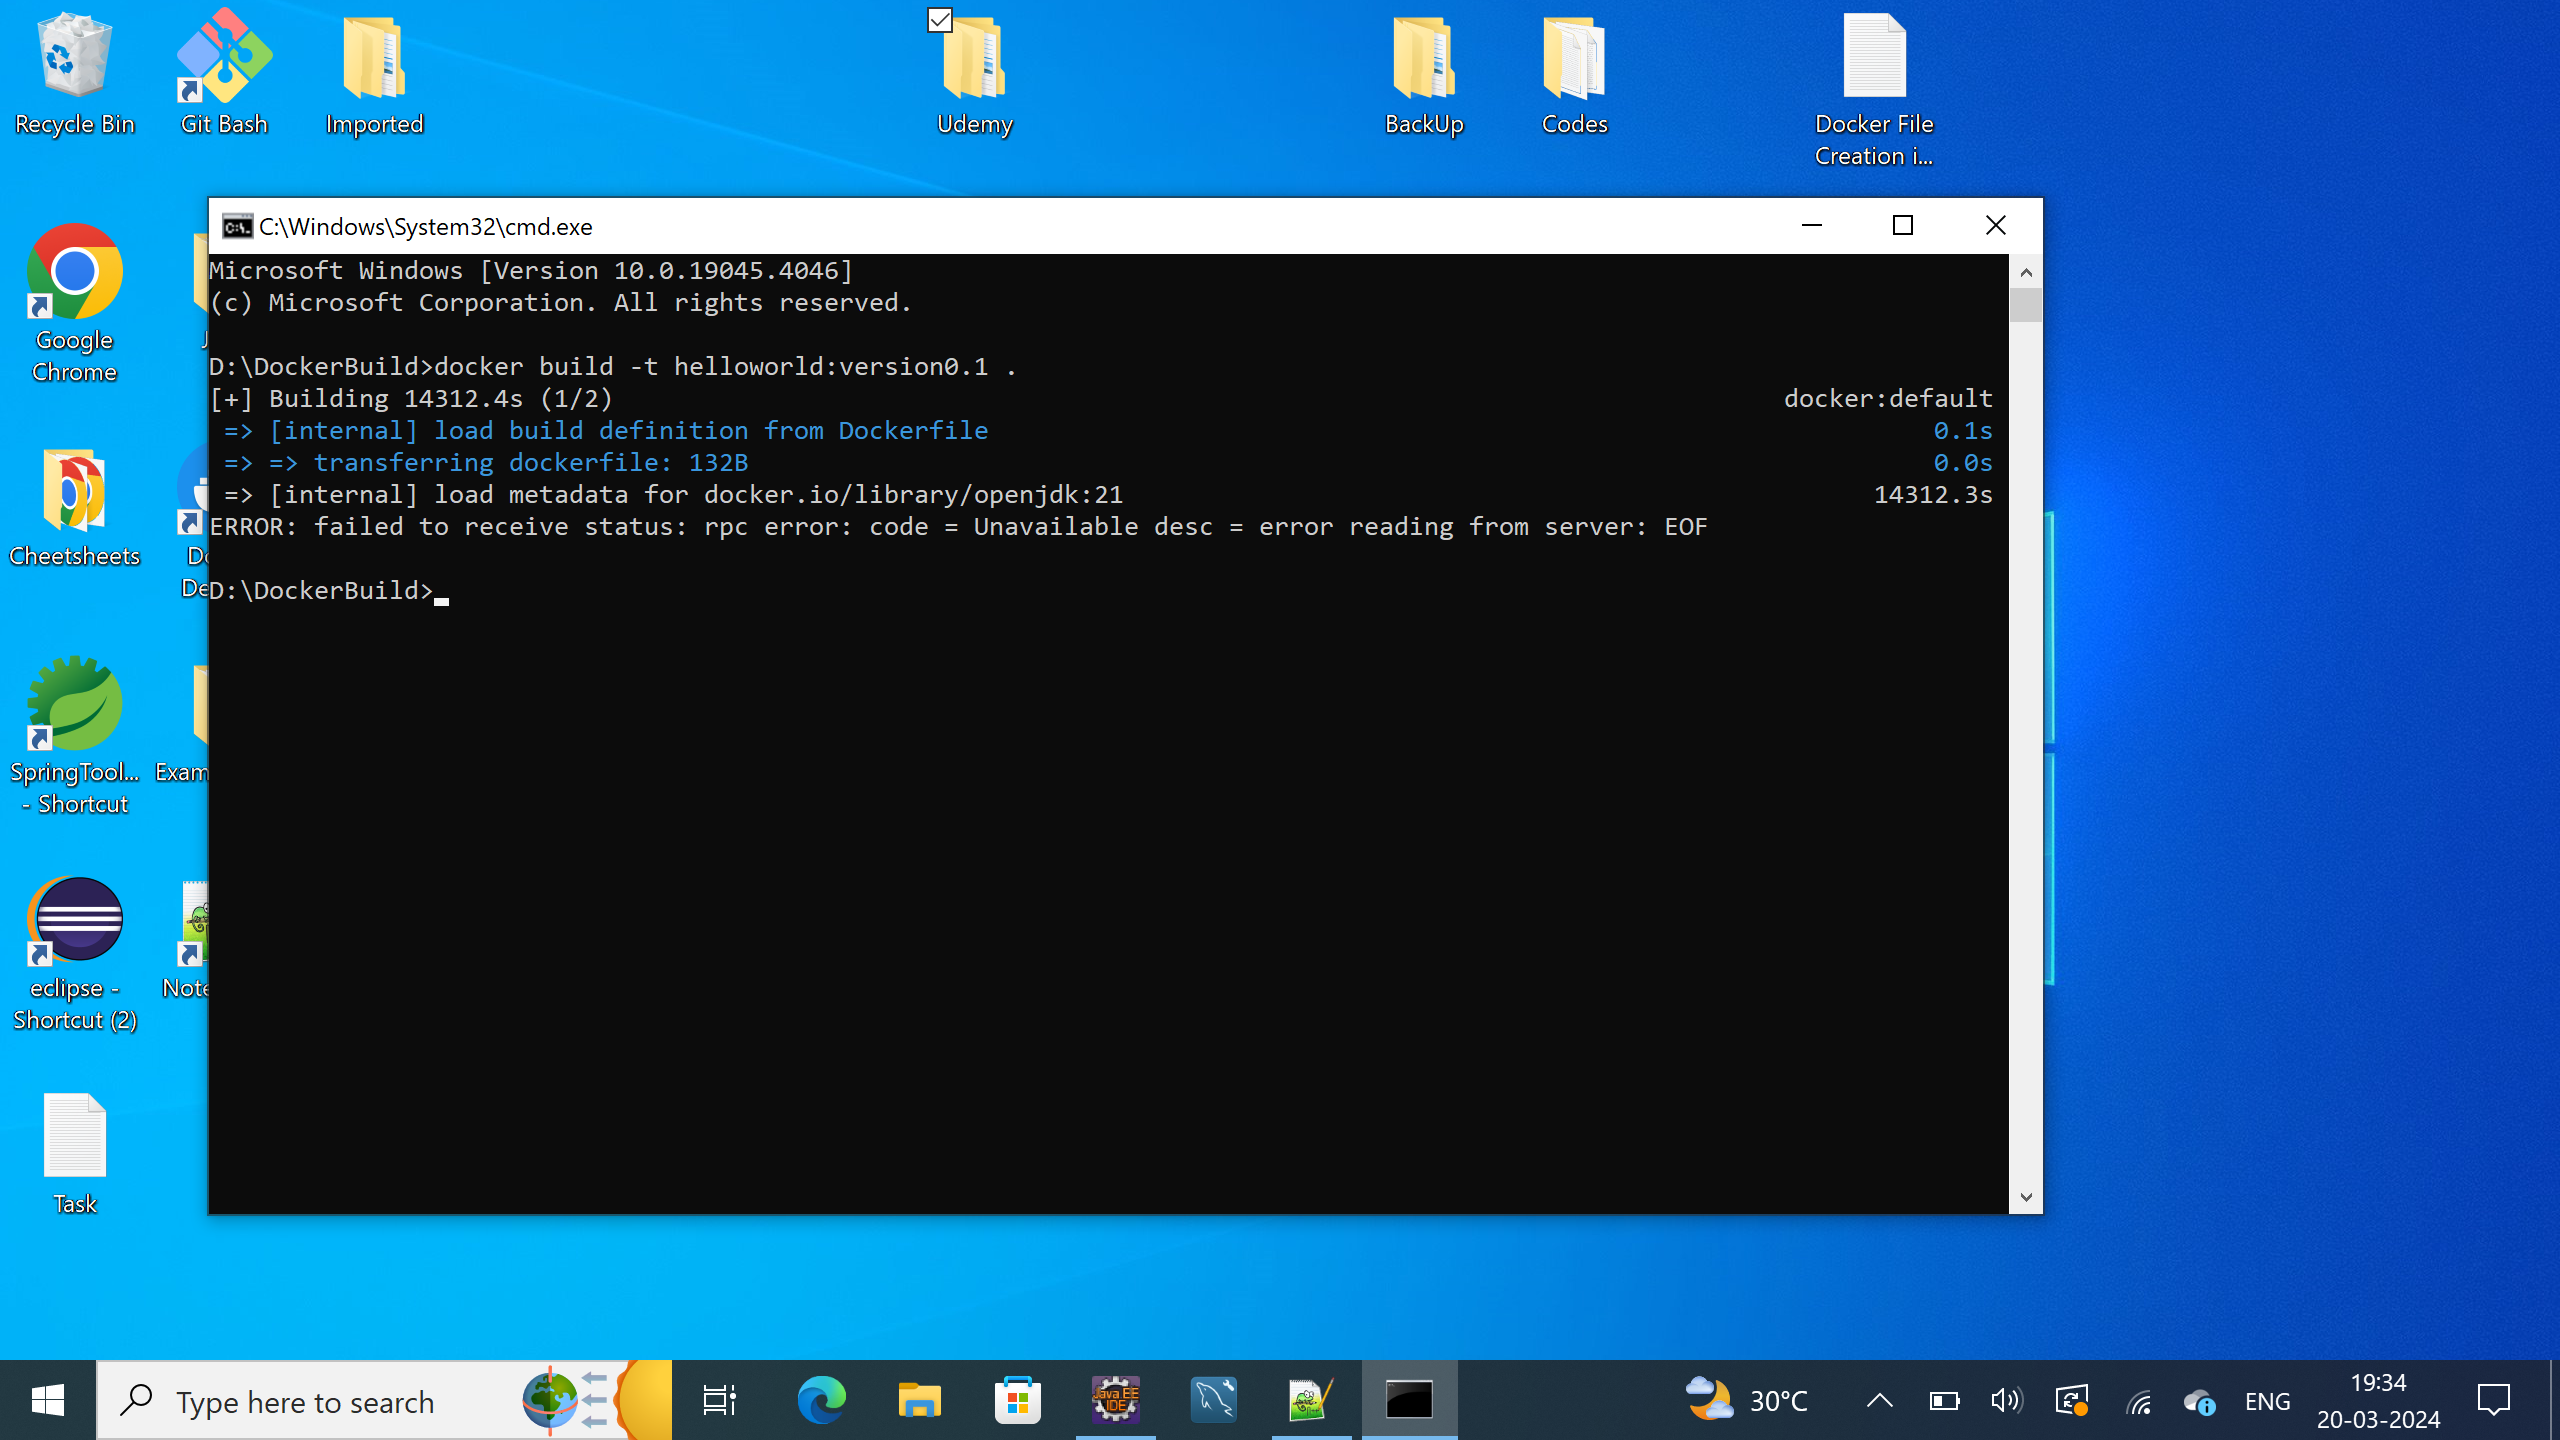 Recycle Bin
Git Bash
Imported
Udemy
BackUp
Codes
Docker File
Creation i...
Google
Chrome
Cheetsheets
SpringTool...
- Shortcut
Exam
eclipse -
Shortcut (2)
Note
Task
C:\Windows\System32\cmd.exe
Microsoft Windows [Version 10.0.19045.4046]
(c) Microsoft Corporation. All rights reserved.
D:\DockerBuild>docker build -t helloworld:version0.1 .
[+] Building 14312.4s (1/2) docker:default
=> [internal] load build definition from Dockerfile 0.1s
=> => transferring dockerfile: 132B 0.0s
=> [internal] load metadata for docker.io/library/openjdk:21 14312.3s
ERROR: failed to receive status: rpc error: code = Unavailable desc = error reading from server: EOF
D:\DockerBuild>
Type here to search
Java EE
IDE
30°C
ENG
19:34
20-03-2024